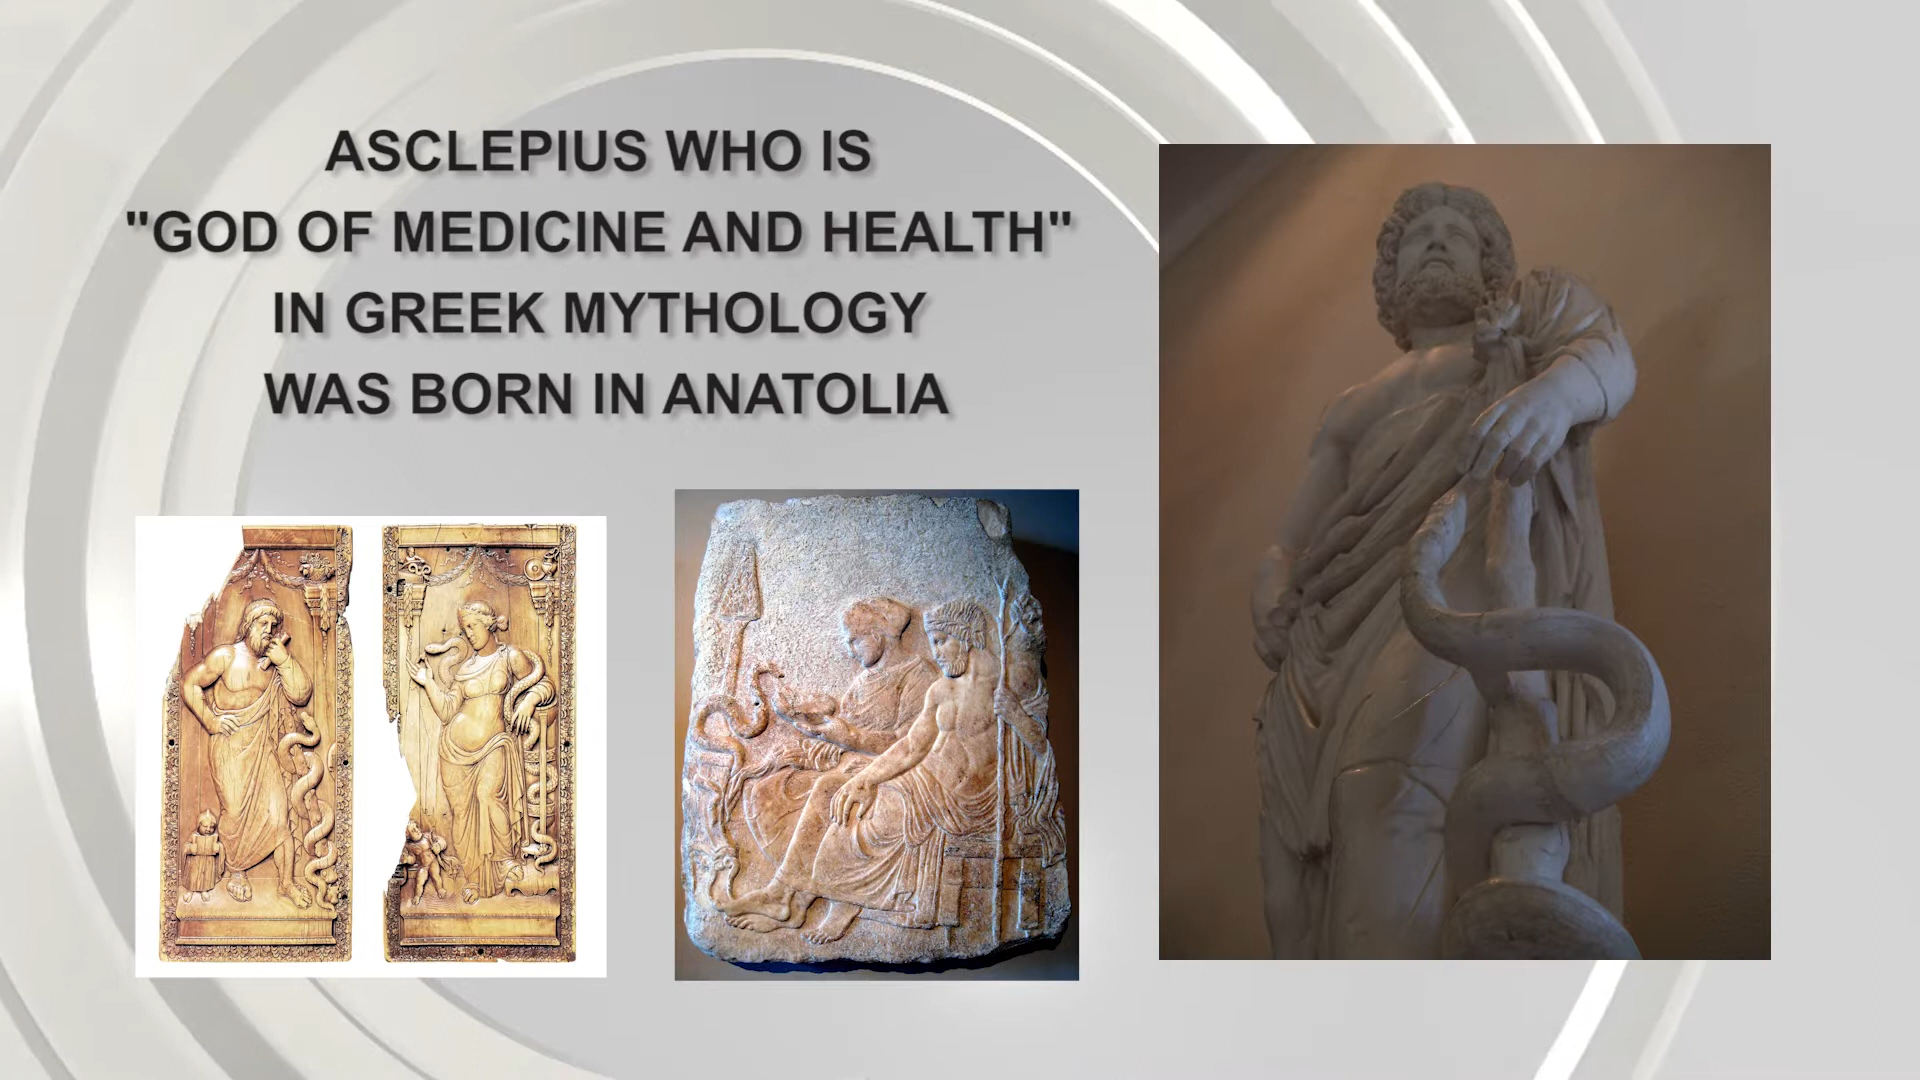 ASCLEPIUS WHO IS
"GOD OF MEDICINE AND HEALTH"
IN GREEK MYTHOLOGY
WAS BORN IN ANATOLIA